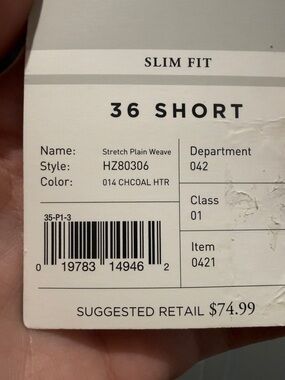 SLIM FIT
36 SHORT
Name: Stretch Plain Weave
Style: HZ80306
Color: 014 CHCOAL HTR
Department
042
Class
01
Item
0421
35-P1-3
0 19783 14946 2
SUGGESTED RETAIL $74.99